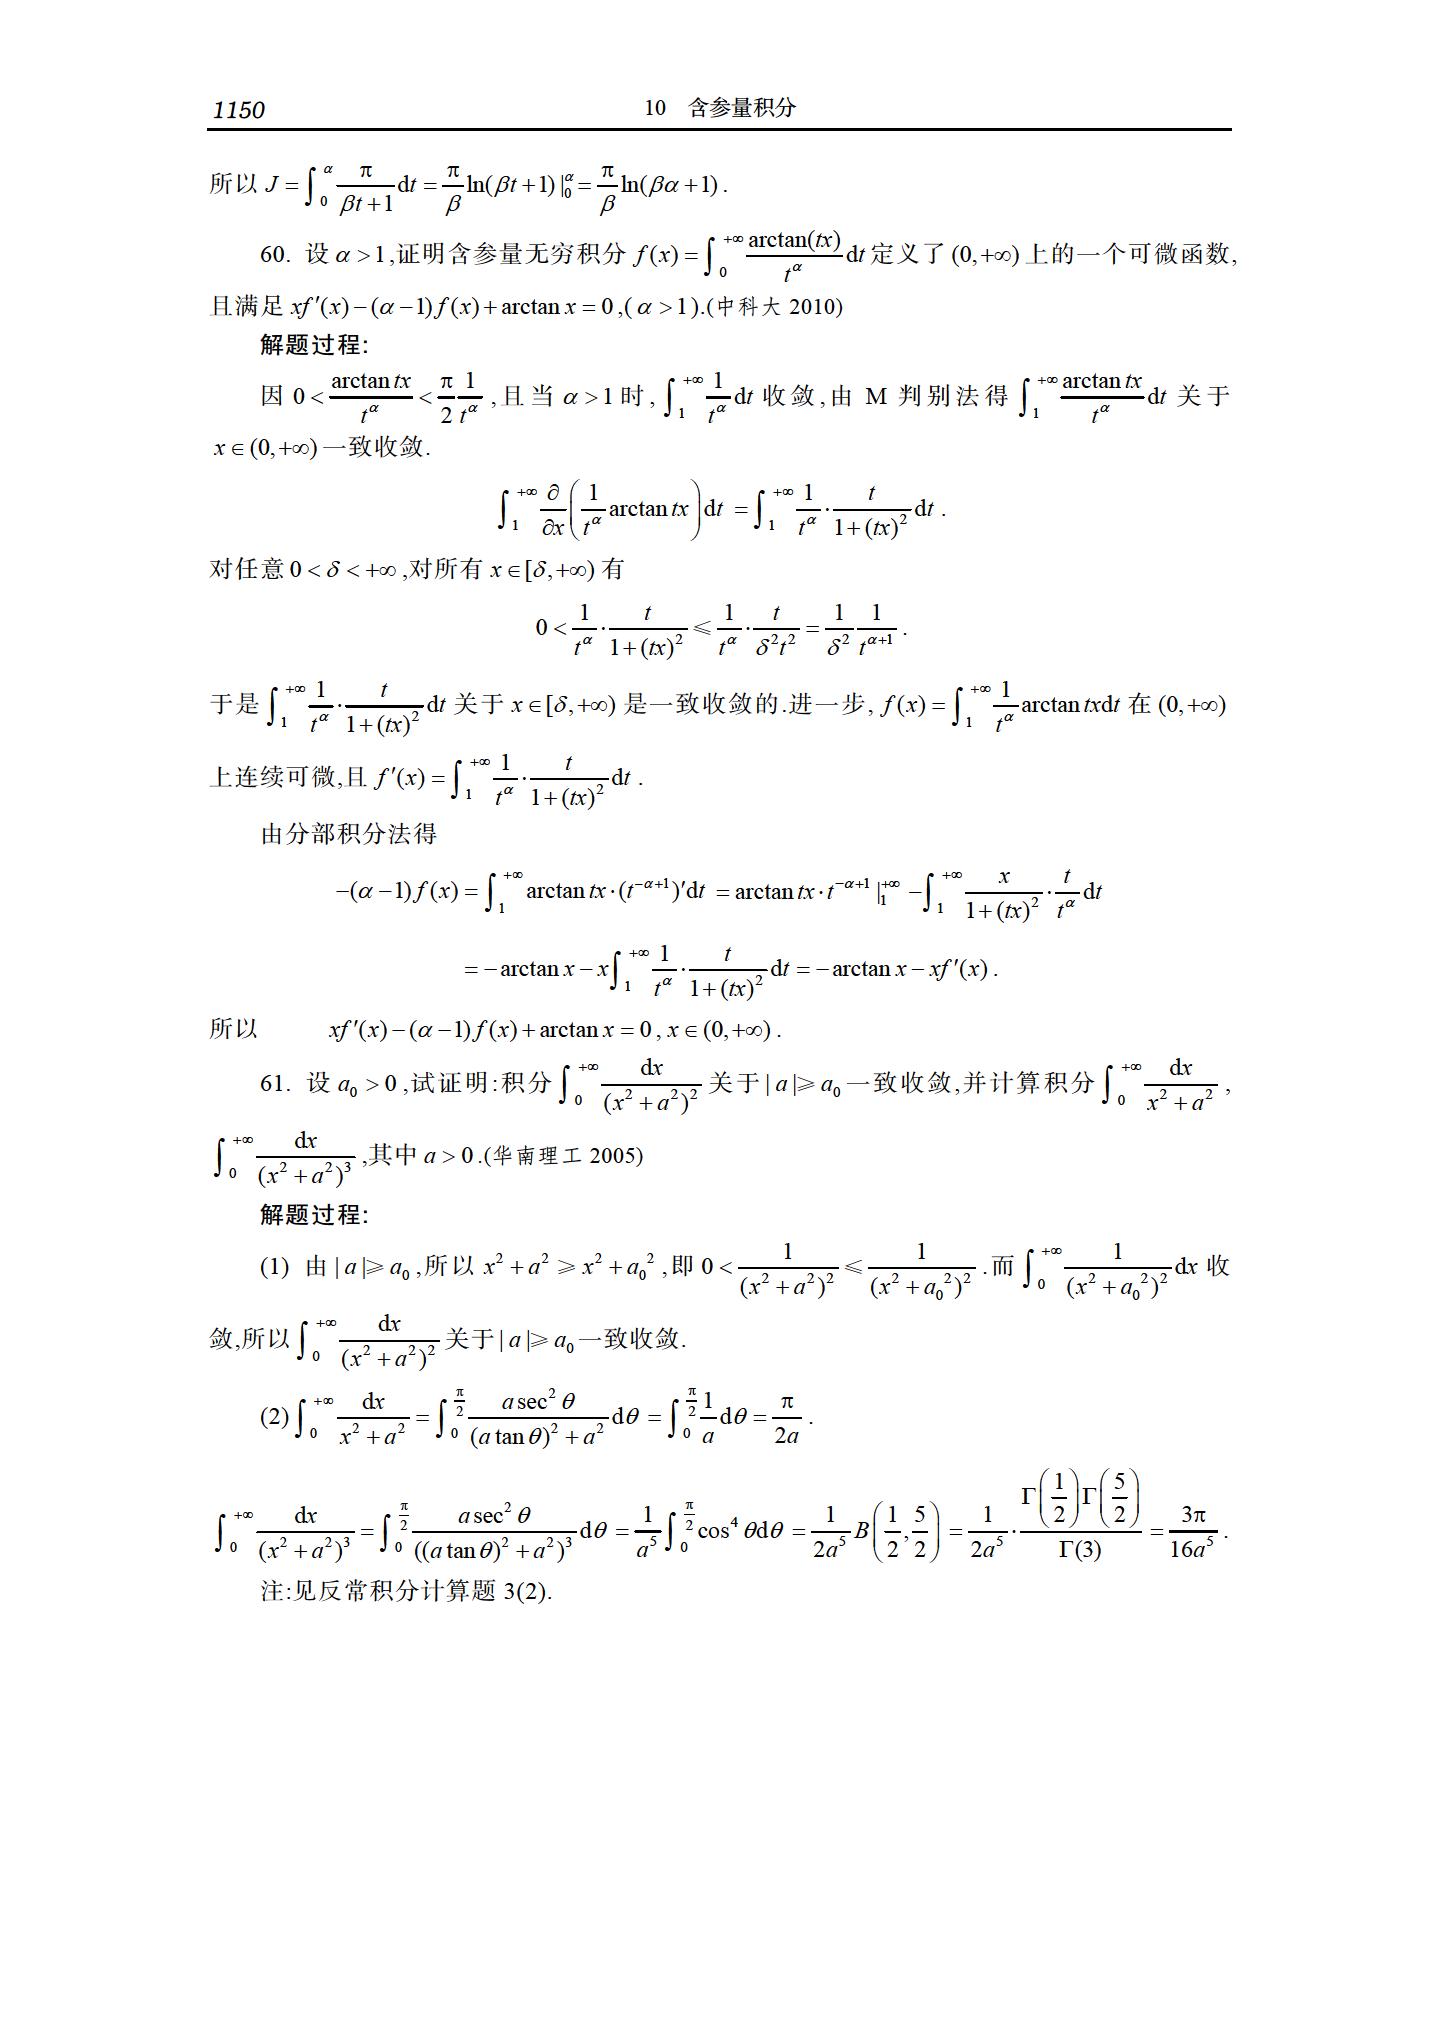 1150 10 含参量积分
所以 $J=\int_0^{\alpha}\frac{\pi}{\beta t+1}\mathrm{d}t=\frac{\pi}{\beta}\ln(\beta t+1)|_0^{\alpha}=\frac{\pi}{\beta}\ln(\beta\alpha+1)$.
60. 设 $\alpha>1$,证明含参量无穷积分 $f(x)=\int_0^{+\infty}\frac{\arctan(tx)}{t^{\alpha}}\mathrm{d}t$ 定义了 $(0,+\infty)$ 上的一个可微函数,
且满足 $xf'(x)-(\alpha-1)f(x)+\arctan x=0$,($\alpha>1$).(中科大 2010)
解题过程:
因 $0<\frac{\arctan tx}{t^{\alpha}}<\frac{\pi}{2}\frac{1}{t^{\alpha}}$,且当 $\alpha>1$ 时,$\int_1^{+\infty}\frac{1}{t^{\alpha}}\mathrm{d}t$ 收敛,由 M 判别法得 $\int_1^{+\infty}\frac{\arctan tx}{t^{\alpha}}\mathrm{d}t$ 关于
$x\in(0,+\infty)$一致收敛.
$\int_1^{+\infty}\frac{\partial}{\partial x}\left(\frac{1}{t^{\alpha}}\arctan tx\right)\mathrm{d}t=\int_1^{+\infty}\frac{1}{t^{\alpha}}\cdot\frac{t}{1+(tx)^2}\mathrm{d}t$.
对任意 $0<\delta<+\infty$,对所有 $x\in[\delta,+\infty)$ 有
$0<\frac{1}{t^{\alpha}}\cdot\frac{t}{1+(tx)^2}\leqslant\frac{1}{t^{\alpha}}\cdot\frac{t}{\delta^2t^2}=\frac{1}{\delta^2}\frac{1}{t^{\alpha+1}}$.
于是 $\int_1^{+\infty}\frac{1}{t^{\alpha}}\cdot\frac{t}{1+(tx)^2}\mathrm{d}t$ 关于 $x\in[\delta,+\infty)$ 是一致收敛的.进一步, $f(x)=\int_1^{+\infty}\frac{1}{t^{\alpha}}\arctan tx\mathrm{d}t$ 在 $(0,+\infty)$
上连续可微,且 $f'(x)=\int_1^{+\infty}\frac{1}{t^{\alpha}}\cdot\frac{t}{1+(tx)^2}\mathrm{d}t$.
由分部积分法得
$-(\alpha-1)f(x)=\int_1^{+\infty}\arctan tx\cdot(t^{-\alpha+1})'\mathrm{d}t=\arctan tx\cdot t^{-\alpha+1}|_1^{+\infty}-\int_1^{+\infty}\frac{x}{1+(tx)^2}\cdot\frac{t}{t^{\alpha}}\mathrm{d}t$
$=-\arctan x-x\int_1^{+\infty}\frac{1}{t^{\alpha}}\cdot\frac{t}{1+(tx)^2}\mathrm{d}t=-\arctan x-xf'(x)$.
所以 $xf'(x)-(\alpha-1)f(x)+\arctan x=0,x\in(0,+\infty)$.
61. 设 $a_0>0$,试证明:积分 $\int_0^{+\infty}\frac{\mathrm{d}x}{(x^2+a^2)^2}$ 关于 $|a|\geqslant a_0$ 一致收敛,并计算积分 $\int_0^{+\infty}\frac{\mathrm{d}x}{x^2+a^2}$,
$\int_0^{+\infty}\frac{\mathrm{d}x}{(x^2+a^2)^3}$,其中 $a>0$.(华南理工 2005)
解题过程:
(1) 由 $|a|\geqslant a_0$,所以 $x^2+a^2\geqslant x^2+a_0^2$,即 $0<\frac{1}{(x^2+a^2)^2}\leqslant\frac{1}{(x^2+a_0^2)^2}$.而 $\int_0^{+\infty}\frac{1}{(x^2+a_0^2)^2}\mathrm{d}x$ 收
敛,所以 $\int_0^{+\infty}\frac{\mathrm{d}x}{(x^2+a^2)^2}$ 关于 $|a|\geqslant a_0$ 一致收敛.
(2) $\int_0^{+\infty}\frac{\mathrm{d}x}{x^2+a^2}=\int_0^{\frac{\pi}{2}}\frac{a\sec^2\theta}{(a\tan\theta)^2+a^2}\mathrm{d}\theta=\int_0^{\frac{\pi}{2}}\frac{1}{a}\mathrm{d}\theta=\frac{\pi}{2a}$.
$\int_0^{+\infty}\frac{\mathrm{d}x}{(x^2+a^2)^3}=\int_0^{\frac{\pi}{2}}\frac{a\sec^2\theta}{((a\tan\theta)^2+a^2)^3}\mathrm{d}\theta=\frac{1}{a^5}\int_0^{\frac{\pi}{2}}\cos^4\theta\mathrm{d}\theta=\frac{1}{2a^5}B\left(\frac{1}{2},\frac{5}{2}\right)=\frac{1}{2a^5}\cdot\frac{\Gamma\left(\frac{1}{2}\right)\Gamma\left(\frac{5}{2}\right)}{\Gamma(3)}=\frac{3\pi}{16a^5}$.
注:见反常积分计算题 3(2).